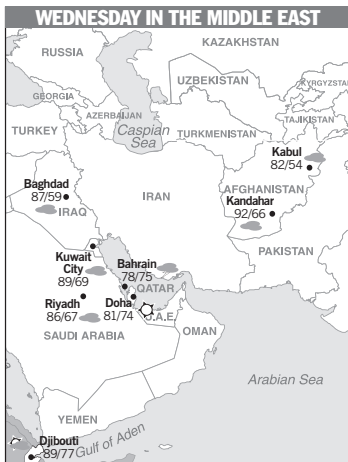 WEDNESDAY IN THE MIDDLE EAST
KAZAKHSTAN
RUSSIA
UZBEKISTAN
KYRGYZSTAN
GEORGIA
AZERBAIJAN
TAJIKISTAN
TURKEY
Caspian
Sea
TURKMENISTAN
Kabul
82/54
Baghdad
87/59
IRAQ
IRAN
AFGHANISTAN
Kandahar
92/66
PAKISTAN
Kuwait
City
89/69
Bahrain
78/75
QATAR
Riyadh
86/67
Doha
81/74
U.A.E.
SAUDI ARABIA
OMAN
Arabian Sea
YEMEN
Djibouti
89/77
Gulf of Aden